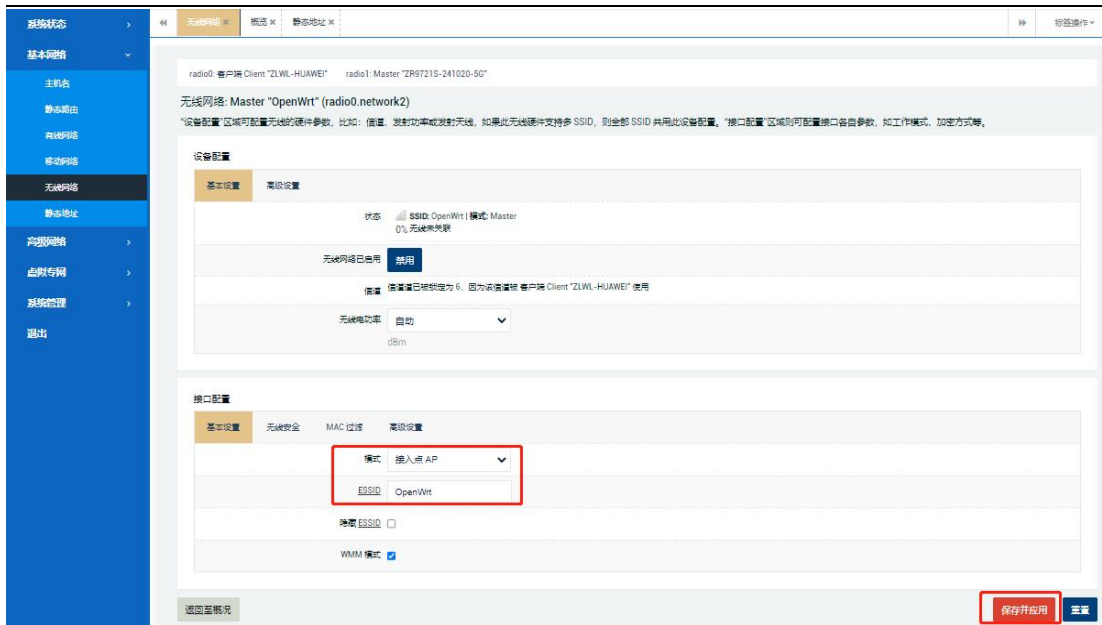 系统状态
基本网络
主机名
静态路由
有线网络
移动网络
无线网络
静态地址
高级网络
虚拟专网
系统管理
退出
无线网络 ×
概览 ×
静态地址 ×
标签操作
radio0: 客户端 Client "ZLWL-HUAWEI" radio1: Master "ZR9721S-241020-5G"
无线网络: Master "OpenWrt" (radio0.network2)
"设备配置"区域可配置无线的硬件参数，比如：信道、发射功率或发射天线，如果此无线硬件支持多 SSID，则全部 SSID 共用此设备配置。"接口配置"区域则可配置接口各自参数，如工作模式、加密方式等。
设备配置
基本设置 高级设置
状态 SSID: OpenWrt | 模式: Master
0% 无线未关联
无线网络已启用 禁用
信道 信道道已被锁定为 6，因为该信道被 客户端 Client "ZLWL-HUAWEI" 使用
无线电功率 自动
dBm
接口配置
基本设置 无线安全 MAC 过滤 高级设置
模式 接入点 AP
ESSID OpenWrt
隐藏 ESSID
WMM 模式
返回至概况
保存并应用 重置